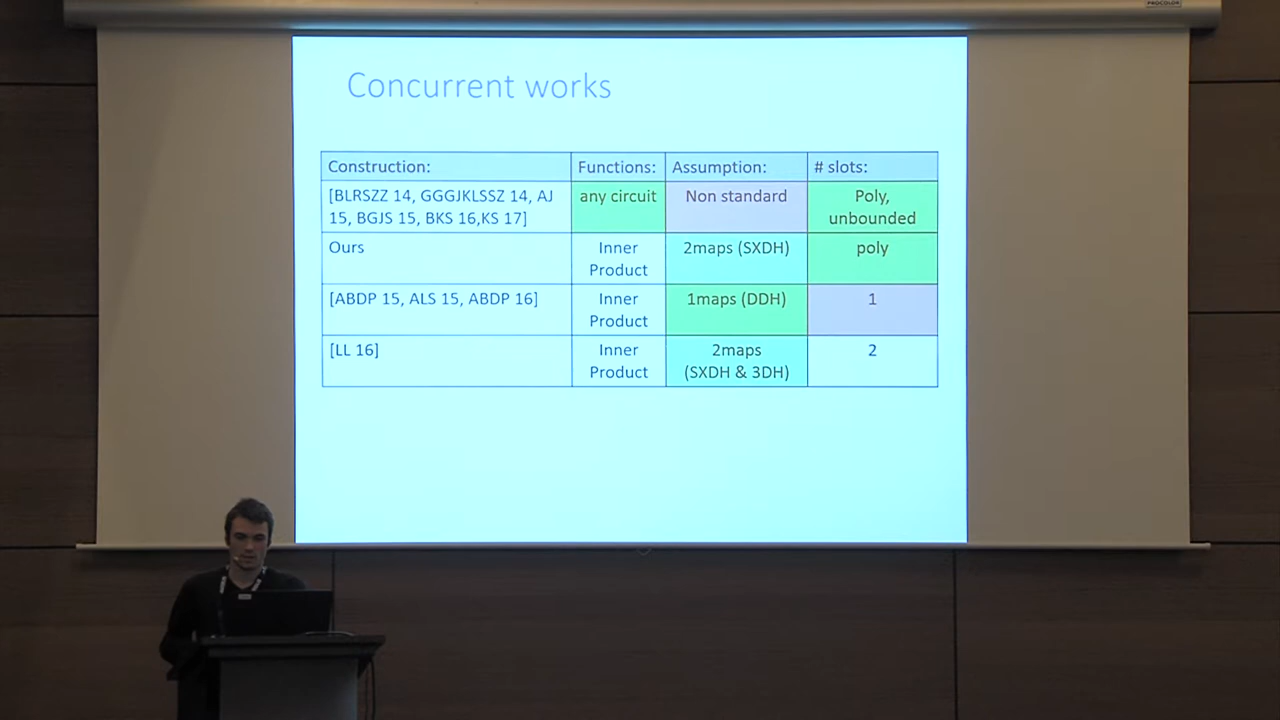 PROCOLOR
Concurrent works
Construction: Functions: Assumption: # slots:
[BLRSZZ 14, GGGJKLSSZ 14, AJ any circuit Non standard Poly,
15, BGJS 15, BKS 16,KS 17] unbounded
Ours Inner 2maps (SXDH) poly
Product
[ABDP 15, ALS 15, ABDP 16] Inner 1maps (DDH) 1
Product
[LL 16] Inner 2maps 2
Product (SXDH & 3DH)